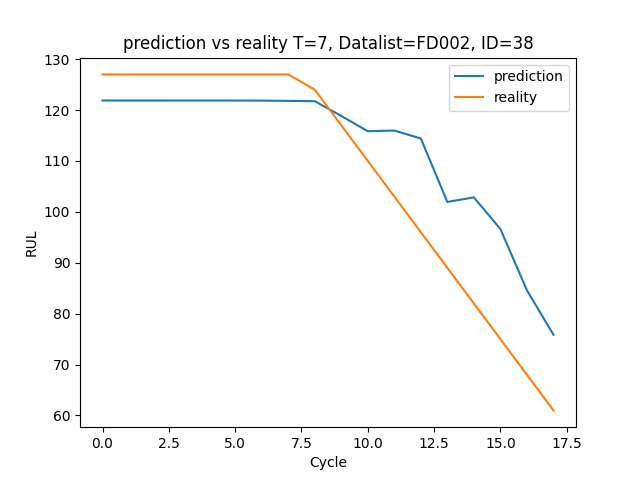 prediction vs reality T=7, Datalist=FD002, ID=38
prediction
reality
130
120
110
100
90
80
70
60
RUL
0.0 2.5 5.0 7.5 10.0 12.5 15.0 17.5
Cycle